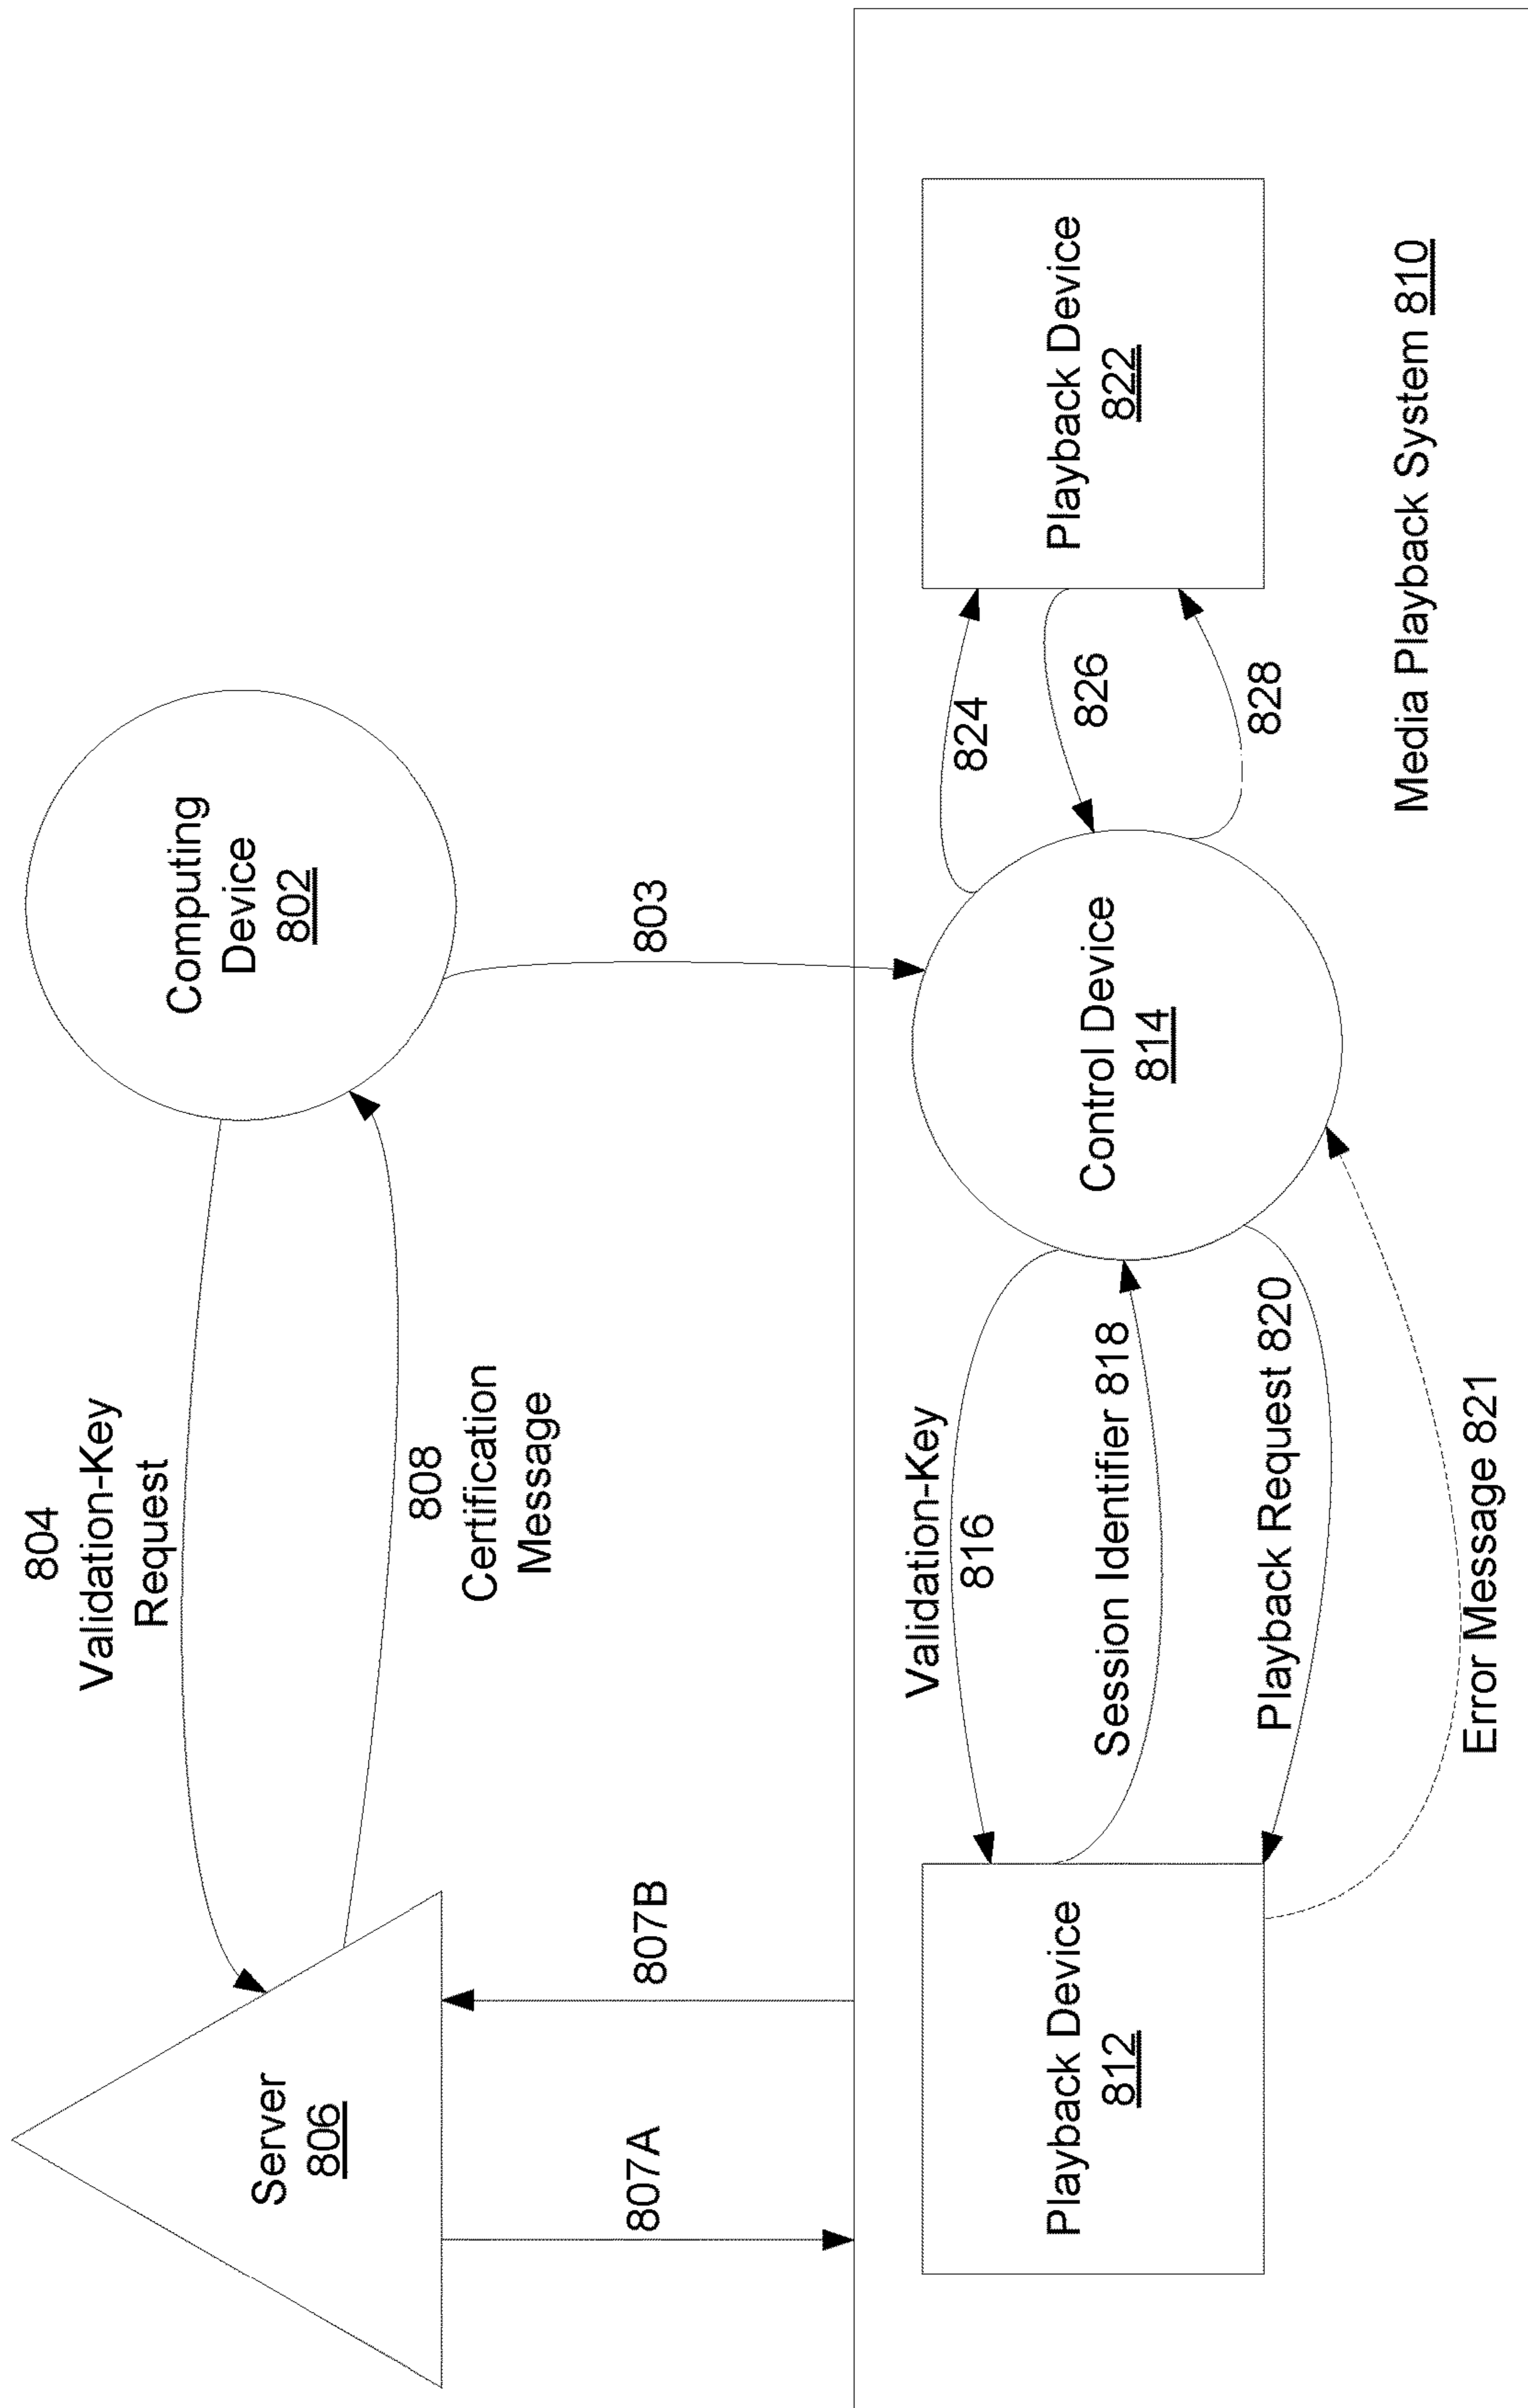 Computing
Device
802
804
Validation-Key
Request
808
Certification
Message
Server
806
803
807A
807B
Playback Device
812
Validation-Key
816
Session Identifier 818
Playback Request 820
Error Message 821
Control Device
814
824
826
828
Playback Device
822
Media Playback System 810